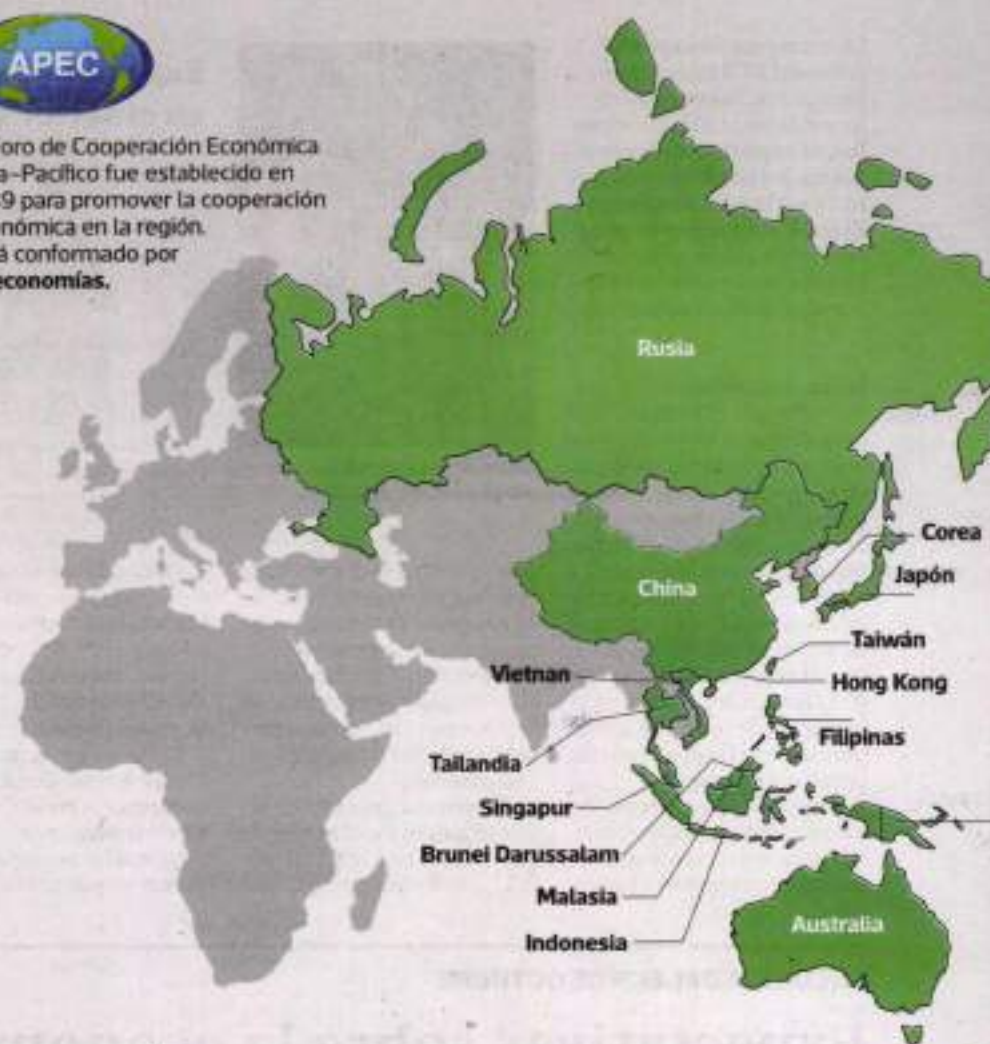 APEC
oro de Cooperación Económica
a-Pacífico fue establecido en
9 para promover la cooperación
nómica en la región.
á conformado por
economías.
Rusia
Corea
China
Japón
Taiwán
Vietnan
Hong Kong
Filipinas
Tailandia
Singapur
Brunei Darussalam
Malasia
Australia
Indonesia